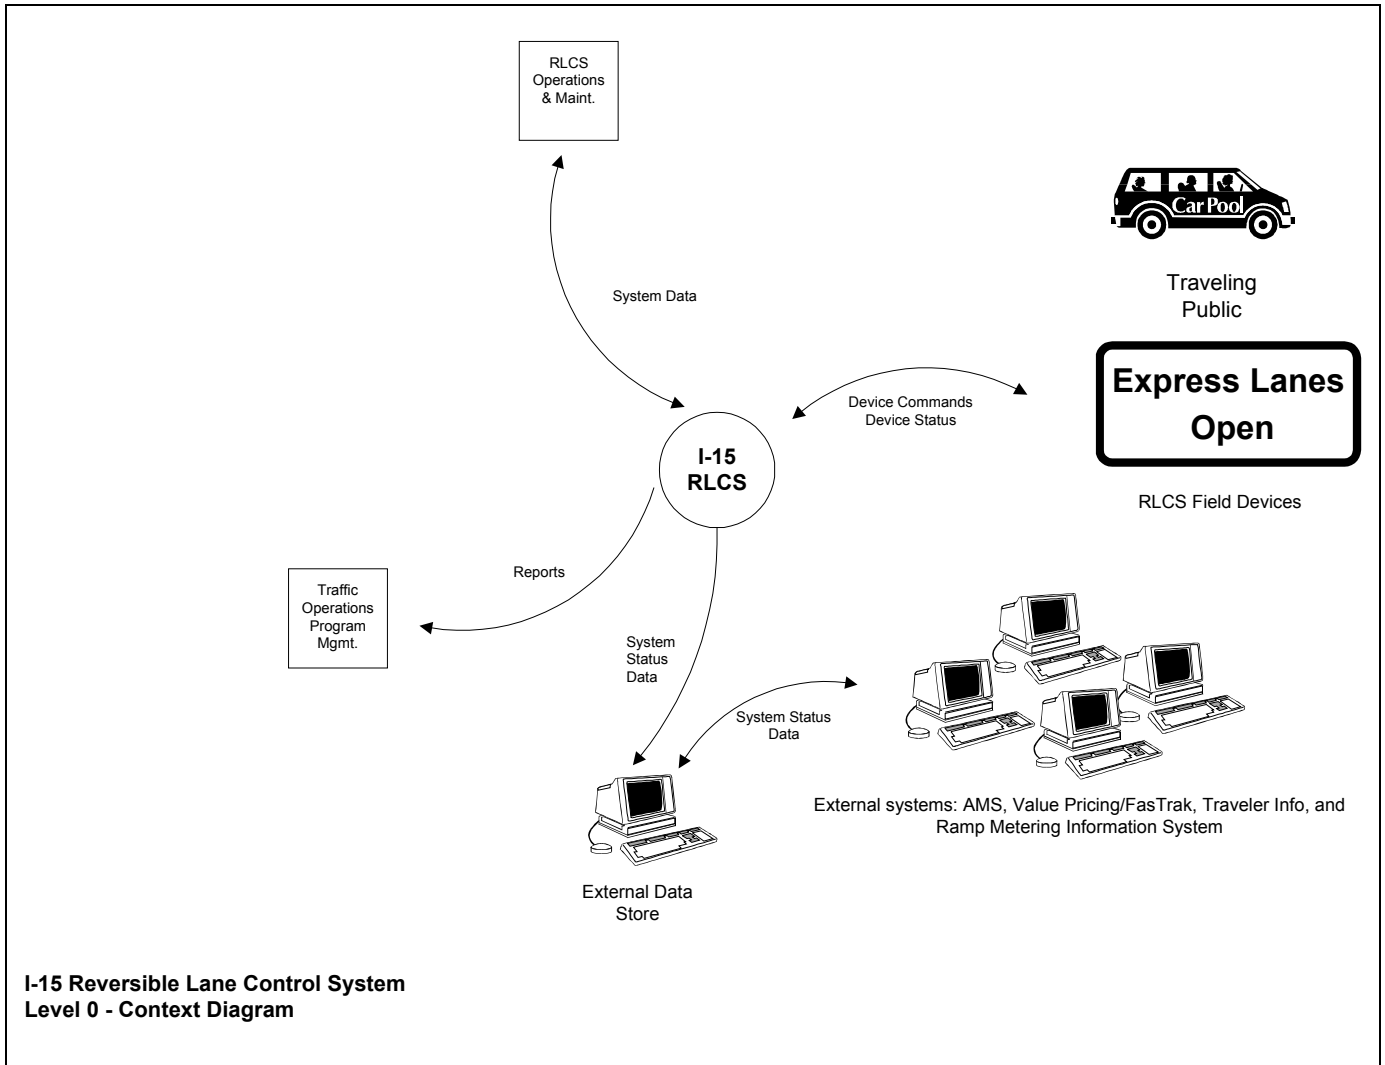 RLCS
Operations
& Maint.
Car Pool
Traveling
Public
System Data
Express Lanes
Open
Device Commands
Device Status
I-15
RLCS
RLCS Field Devices
Reports
Traffic
Operations
Program
Mgmt.
System
Status
Data
System Status
Data
External systems: AMS, Value Pricing/FasTrak, Traveler Info, and
Ramp Metering Information System
External Data
Store
I-15 Reversible Lane Control System
Level 0 - Context Diagram